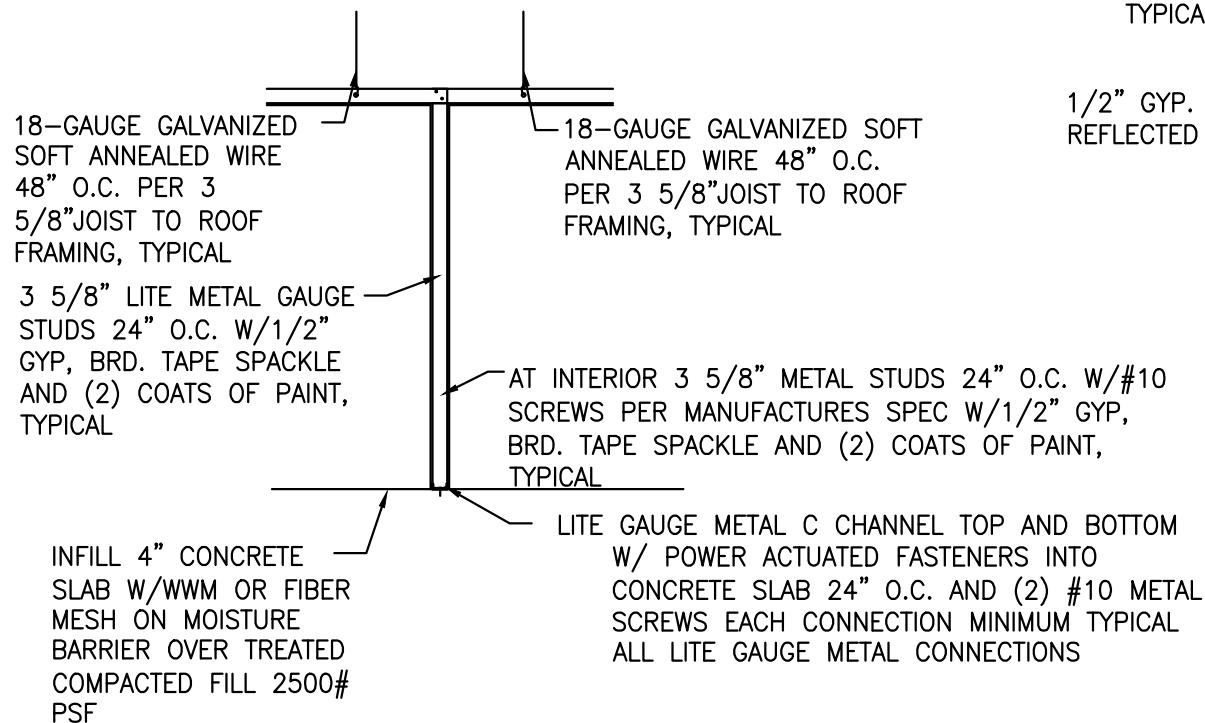 TYPICA
1/2" GYP.
REFLECTED
18-GAUGE GALVANIZED
SOFT ANNEALED WIRE
48" O.C. PER 3
5/8"JOIST TO ROOF
FRAMING, TYPICAL
18-GAUGE GALVANIZED SOFT
ANNEALED WIRE 48" O.C.
PER 3 5/8"JOIST TO ROOF
FRAMING, TYPICAL
3 5/8" LITE METAL GAUGE
STUDS 24" O.C. W/1/2"
GYP, BRD. TAPE SPACKLE
AND (2) COATS OF PAINT,
TYPICAL
AT INTERIOR 3 5/8" METAL STUDS 24" O.C. W/#10
SCREWS PER MANUFACTURES SPEC W/1/2" GYP,
BRD. TAPE SPACKLE AND (2) COATS OF PAINT,
TYPICAL
LITE GAUGE METAL C CHANNEL TOP AND BOTTOM
W/ POWER ACTUATED FASTENERS INTO
CONCRETE SLAB 24" O.C. AND (2) #10 METAL
SCREWS EACH CONNECTION MINIMUM TYPICAL
ALL LITE GAUGE METAL CONNECTIONS
INFILL 4" CONCRETE
SLAB W/WWM OR FIBER
MESH ON MOISTURE
BARRIER OVER TREATED
COMPACTED FILL 2500#
PSF